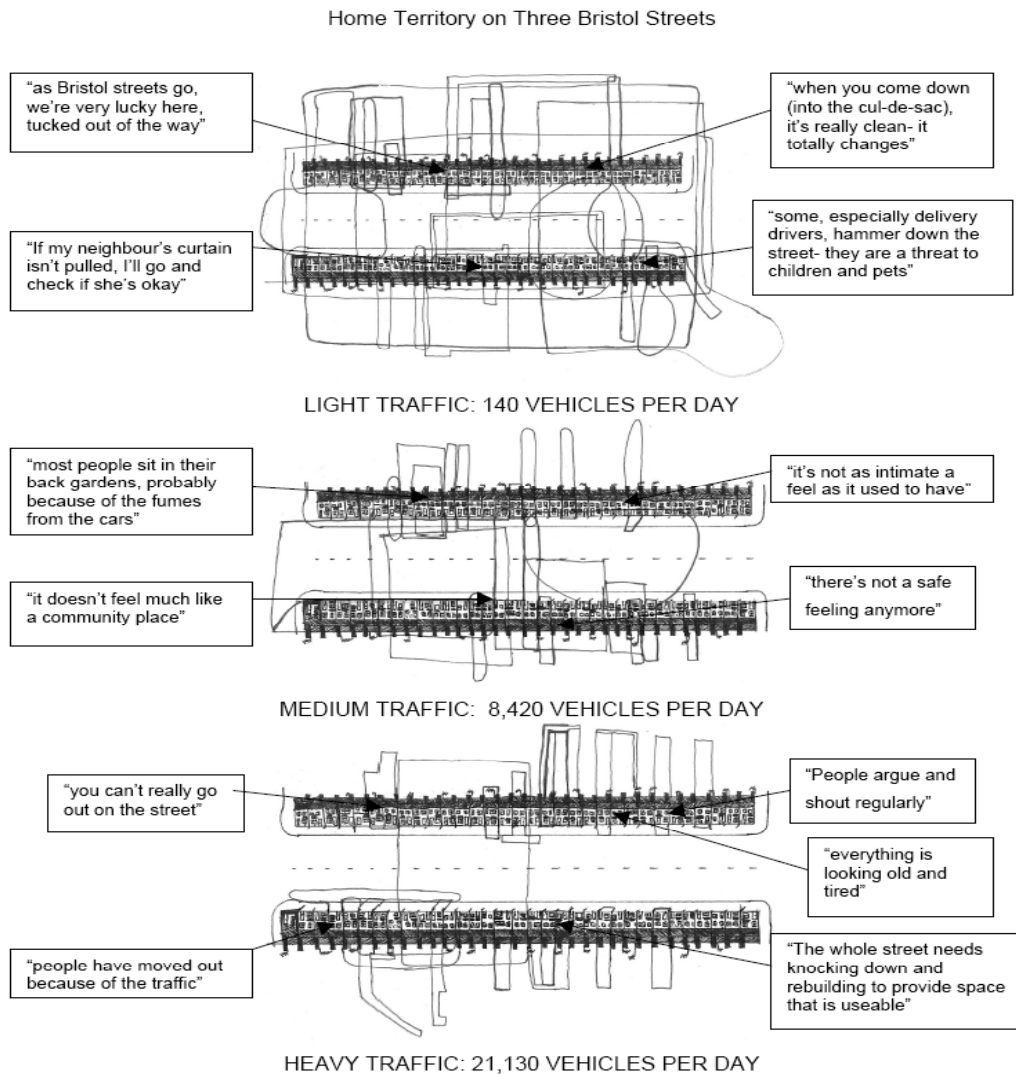 Home Territory on Three Bristol Streets
“as Bristol streets go,
we’re very lucky here,
tucked out of the way”
“when you come down
(into the cul-de-sac),
it’s really clean- it
totally changes”
“If my neighbour’s curtain
isn’t pulled, I’ll go and
check if she’s okay”
“some, especially delivery
drivers, hammer down the
street- they are a threat to
children and pets”
LIGHT TRAFFIC: 140 VEHICLES PER DAY
“most people sit in their
back gardens, probably
because of the fumes
from the cars”
“it’s not as intimate a
feel as it used to have”
“it doesn’t feel much like
a community place”
“there’s not a safe
feeling anymore”
MEDIUM TRAFFIC: 8,420 VEHICLES PER DAY
“you can’t really go
out on the street”
“People argue and
shout regularly”
“everything is
looking old and
tired”
“people have moved out
because of the traffic”
“The whole street needs
knocking down and
rebuilding to provide space
that is useable”
HEAVY TRAFFIC: 21,130 VEHICLES PER DAY